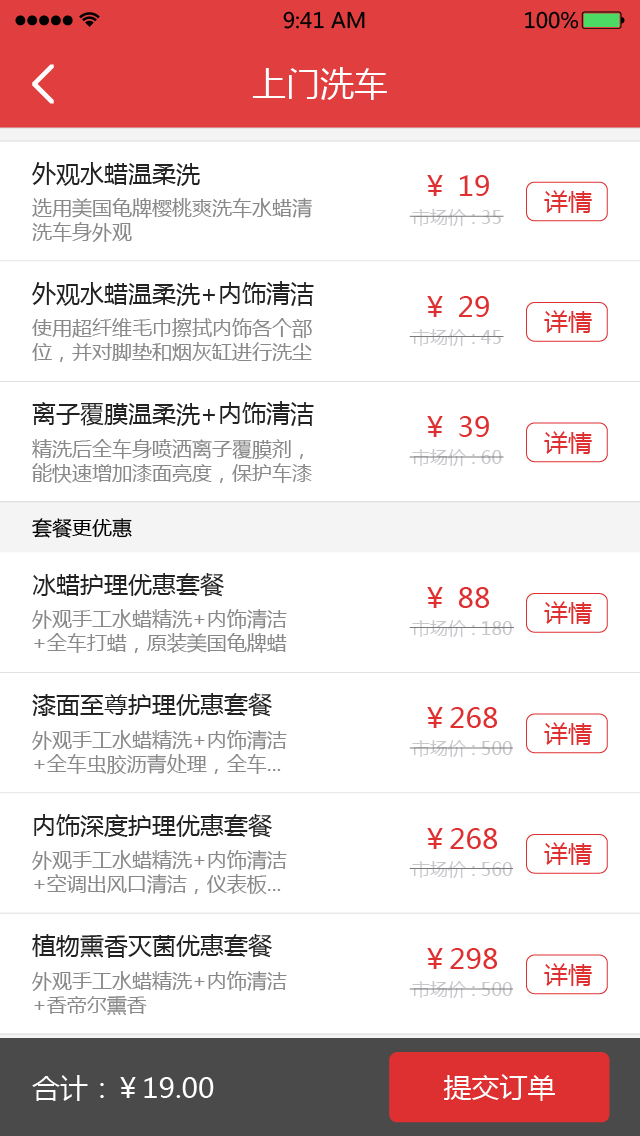 9:41 AM
100%
上门洗车
外观水蜡温柔洗
选用美国龟牌樱桃爽洗车水蜡清
洗车身外观
¥ 19
市场价 : 35
详情
外观水蜡温柔洗+内饰清洁
使用超纤维毛巾擦拭内饰各个部
位，并对脚垫和烟灰缸进行洗尘
¥ 29
市场价 : 45
详情
离子覆膜温柔洗+内饰清洁
精洗后全车身喷洒离子覆膜剂，
能快速增加漆面亮度，保护车漆
¥ 39
市场价 : 60
详情
套餐更优惠
冰蜡护理优惠套餐
外观手工水蜡精洗+内饰清洁
+全车打蜡，原装美国龟牌蜡
¥ 88
市场价 : 180
详情
漆面至尊护理优惠套餐
外观手工水蜡精洗+内饰清洁
+全车虫胶沥青处理，全车...
¥ 268
市场价 : 500
详情
内饰深度护理优惠套餐
外观手工水蜡精洗+内饰清洁
+空调出风口清洁，仪表板...
¥ 268
市场价 : 560
详情
植物熏香灭菌优惠套餐
外观手工水蜡精洗+内饰清洁
+香帝尔熏香
¥ 298
市场价 : 500
详情
合计：¥ 19.00
提交订单